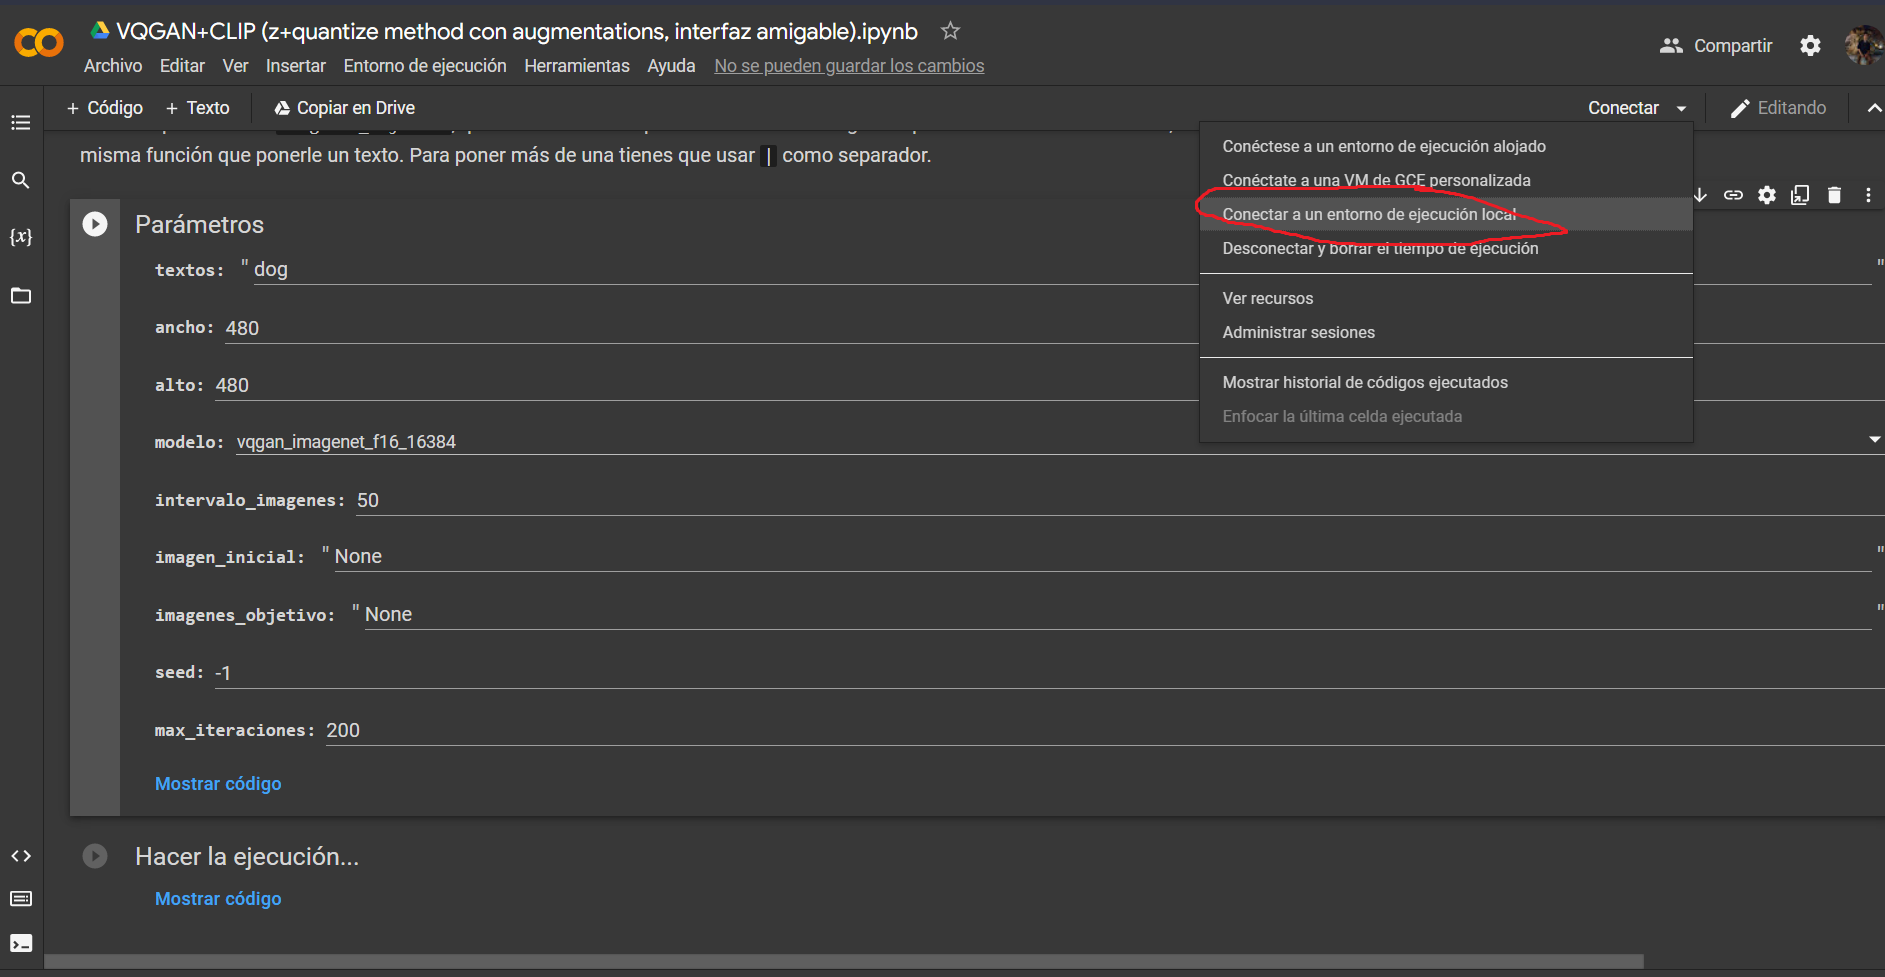 VQGAN+CLIP (z+quantize method con augmentations, interfaz amigable).ipynb
Archivo Editar Ver Insertar Entorno de ejecución Herramientas Ayuda No se pueden guardar los cambios
Compartir
+ Código + Texto Copiar en Drive
Conectar Editando
misma función que ponerle un texto. Para poner más de una tienes que usar | como separador.
Conéctese a un entorno de ejecución alojado
Conéctate a una VM de GCE personalizada
Conectar a un entorno de ejecución local
Desconectar y borrar el tiempo de ejecución
Ver recursos
Administrar sesiones
Mostrar historial de códigos ejecutados
Enfocar la última celda ejecutada
{x}
Parámetros
textos: " dog "
ancho: 480
alto: 480
modelo: vqgan_imagenet_f16_16384
intervalo_imagenes: 50
imagen_inicial: " None "
imagenes_objetivo: " None "
seed: -1
max_iteraciones: 200
Mostrar código
Hacer la ejecución...
Mostrar código